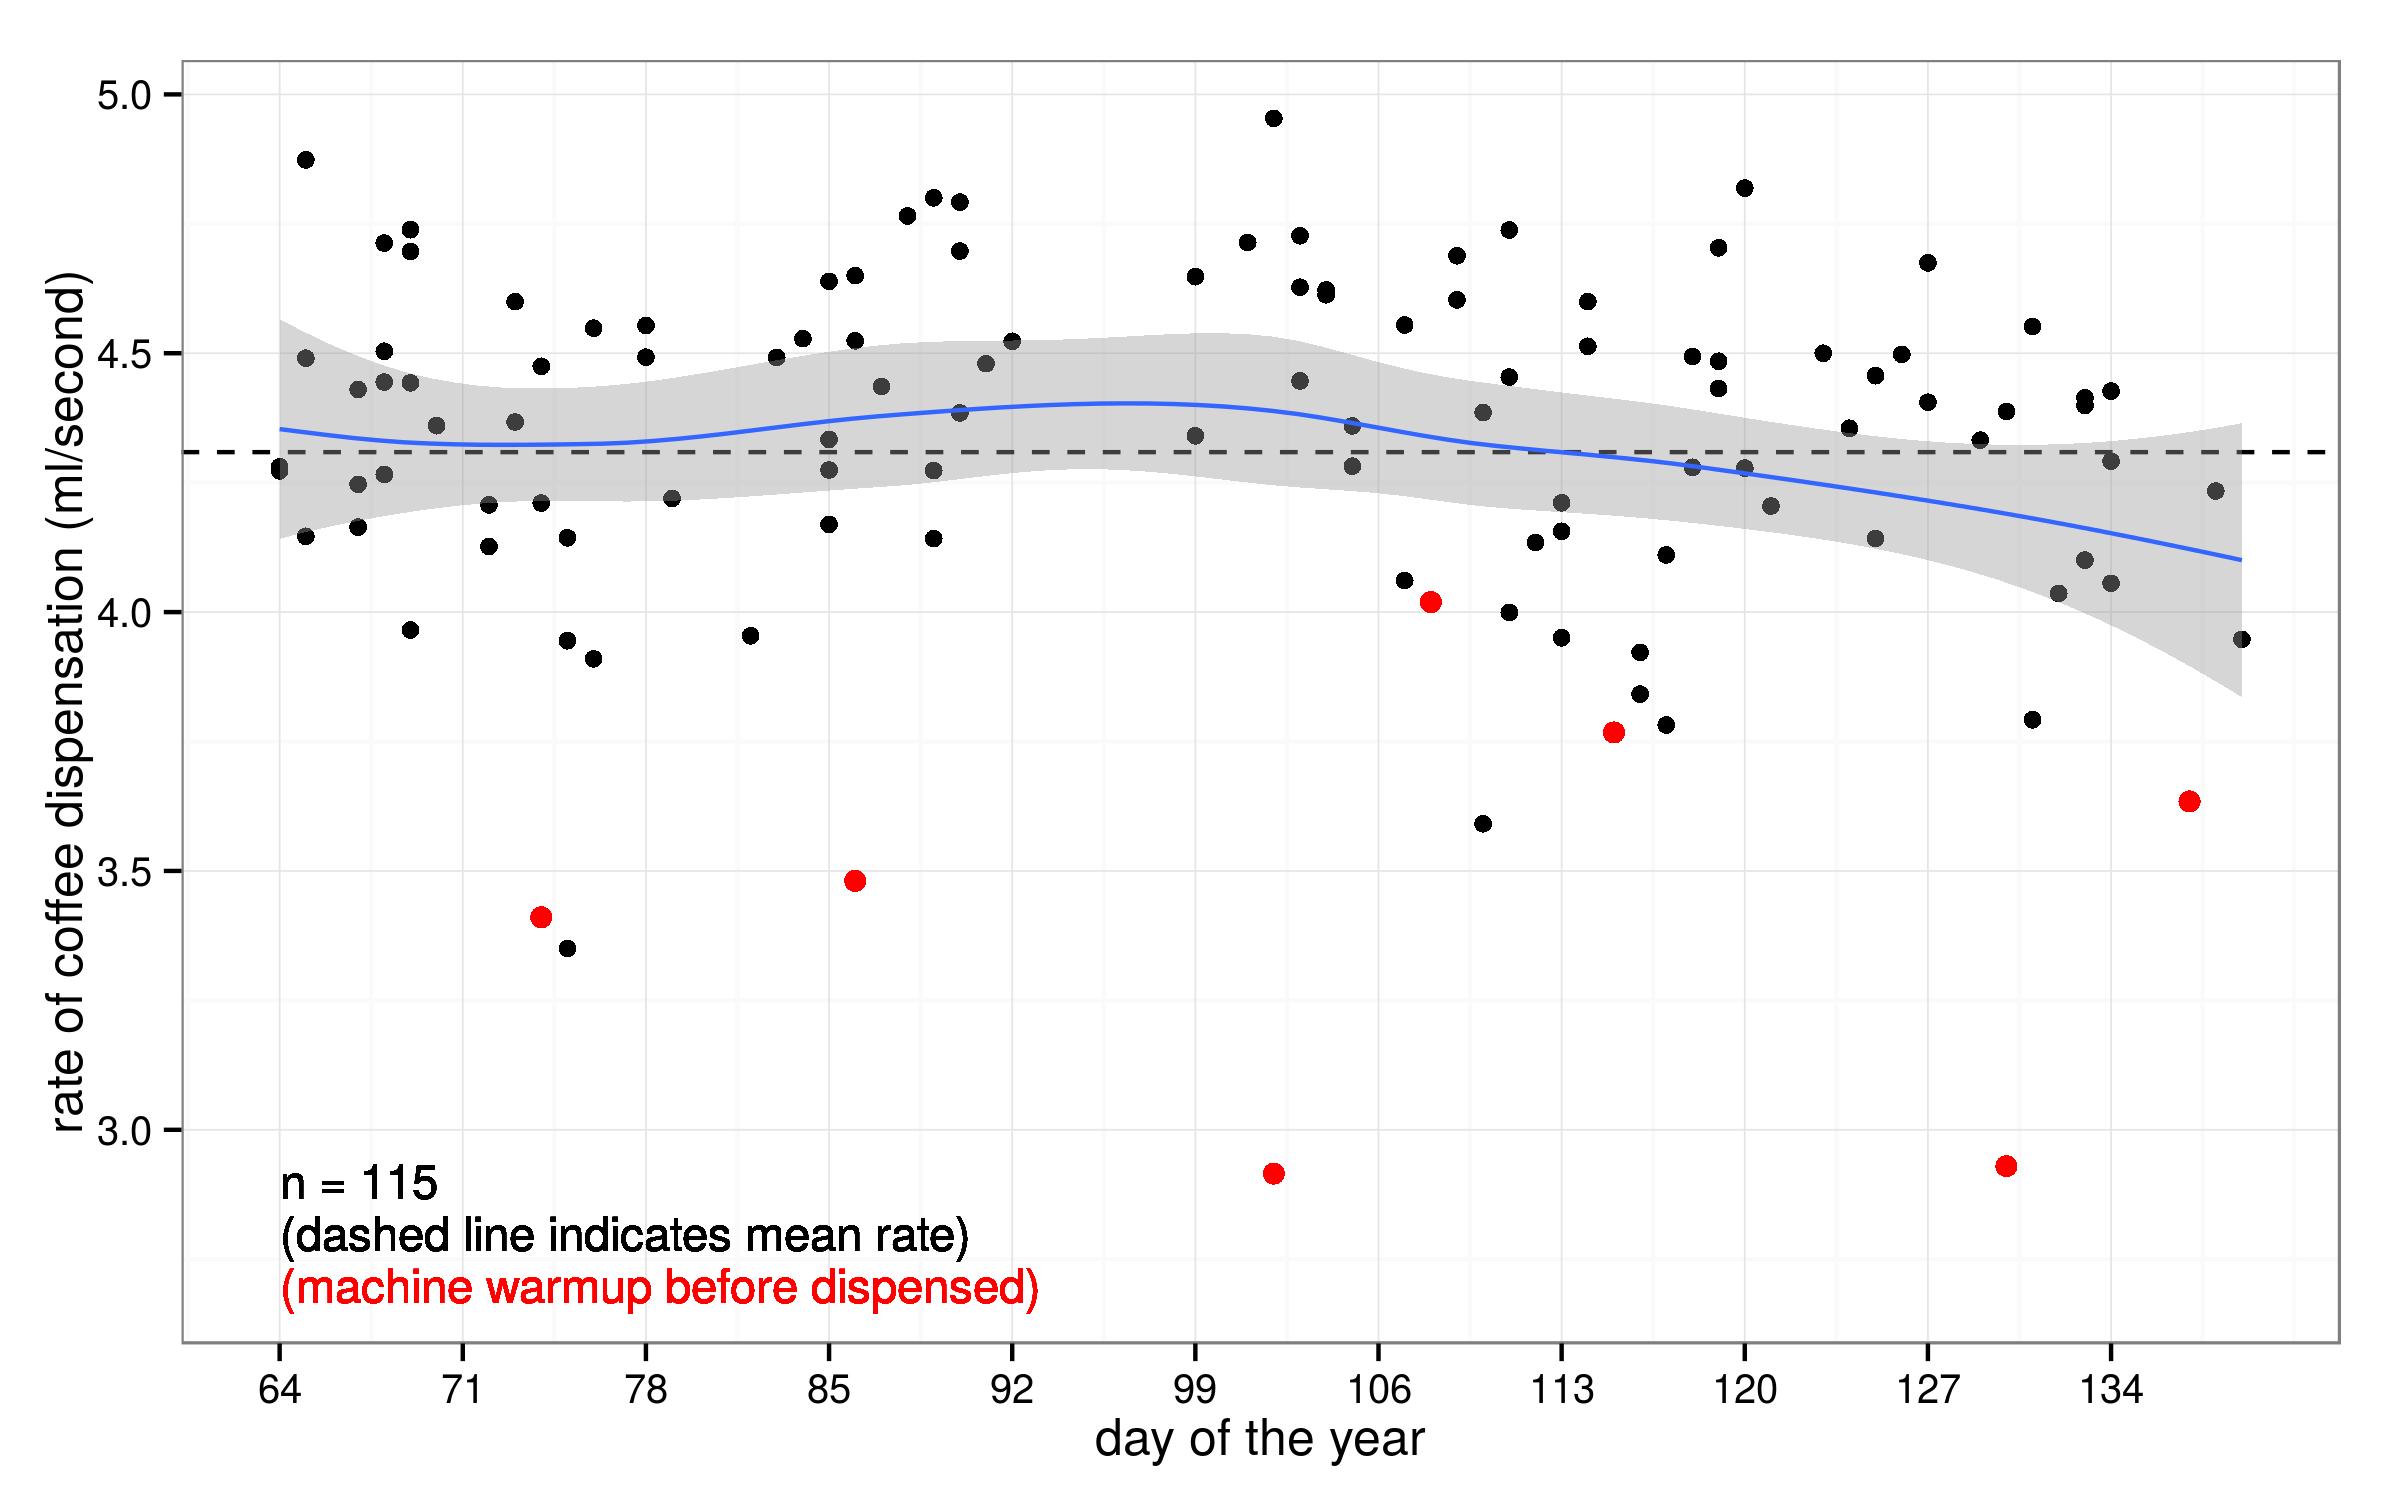 5.0
4.5
4.0
3.5
3.0
rate of coffee dispensation (ml/second)
n = 115
(dashed line indicates mean rate)
(machine warmup before dispensed)
64 71 78 85 92 99 106 113 120 127 134
day of the year